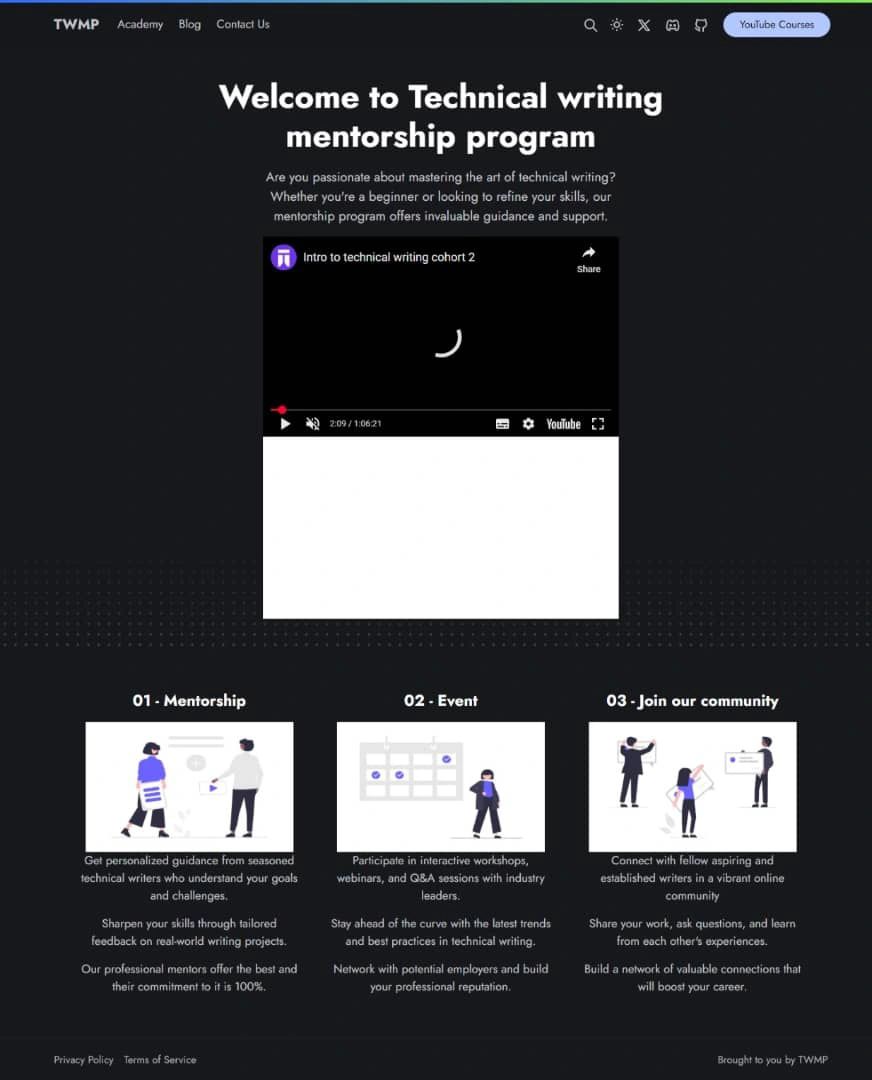 TWMP Academy Blog Contact Us YouTube Courses
Welcome to Technical writing
mentorship program
Are you passionate about mastering the art of technical writing?
Whether you're a beginner or looking to refine your skills, our
mentorship program offers invaluable guidance and support.
Intro to technical writing cohort 2
Share
2:09 / 1:06:21 YouTube
01 - Mentorship
Get personalized guidance from seasoned
technical writers who understand your goals
and challenges.
Sharpen your skills through tailored
feedback on real-world writing projects.
Our professional mentors offer the best and
their commitment to it is 100%.
02 - Event
Participate in interactive workshops,
webinars, and Q&A sessions with industry
leaders.
Stay ahead of the curve with the latest trends
and best practices in technical writing.
Network with potential employers and build
your professional reputation.
03 - Join our community
Connect with fellow aspiring and
established writers in a vibrant online
community
Share your work, ask questions, and learn
from each other's experiences.
Build a network of valuable connections that
will boost your career.
Privacy Policy Terms of Service Brought to you by TWMP